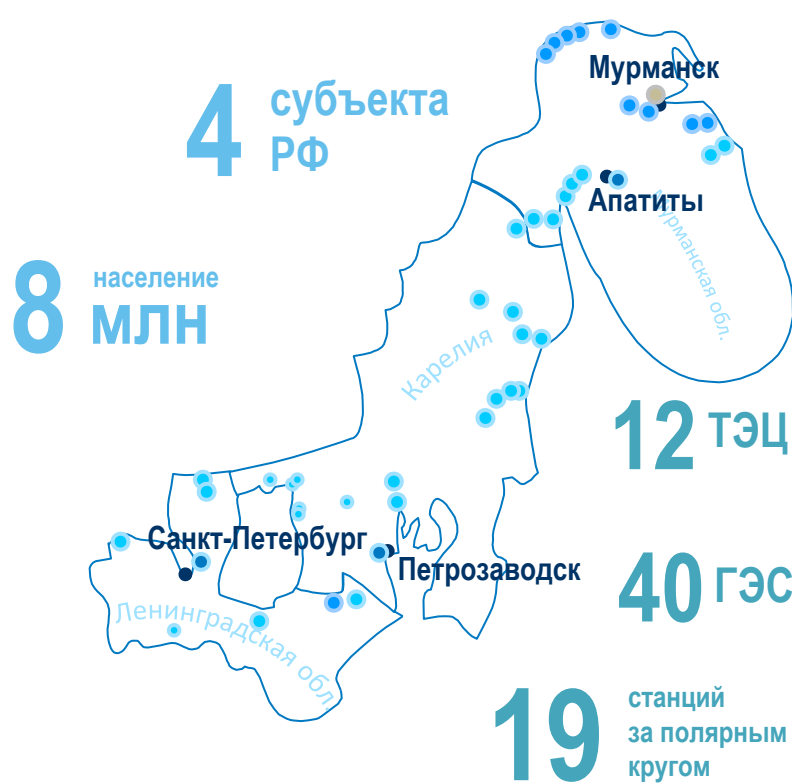 Мурманск
4 субъекта
РФ
Апатиты
Мурманская обл.
население
8 млн
Карелия
12 ТЭЦ
Санкт-Петербург
Петрозаводск
40 ГЭС
Ленинградская обл.
19 станций
за полярным
кругом